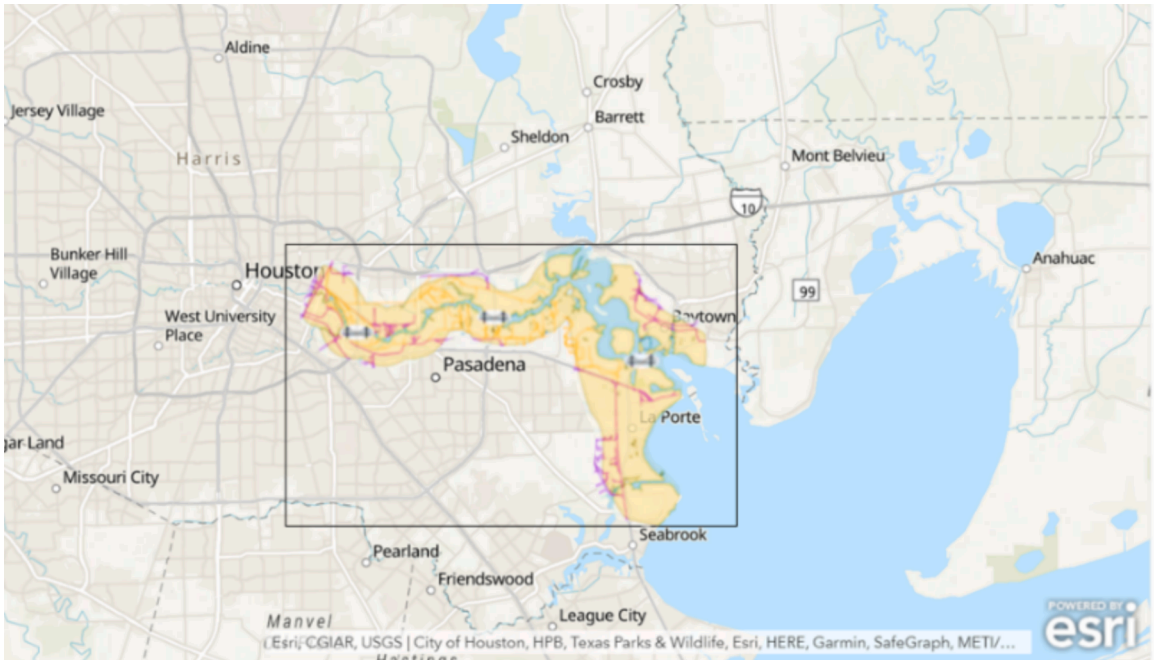 Aldine
Crosby
Jersey Village
Barrett
Sheldon
Harris
Mont Belvieu
10
Bunker Hill
Village
Houston
Anahuac
99
West University
Place
Baytown
Pasadena
La Porte
gar Land
Missouri City
Seabrook
Pearland
Friendswood
League City
Manvel
POWERED BY
esri
Esri, CGIAR, USGS | City of Houston, HPB, Texas Parks & Wildlife, Esri, HERE, Garmin, SafeGraph, METI/...